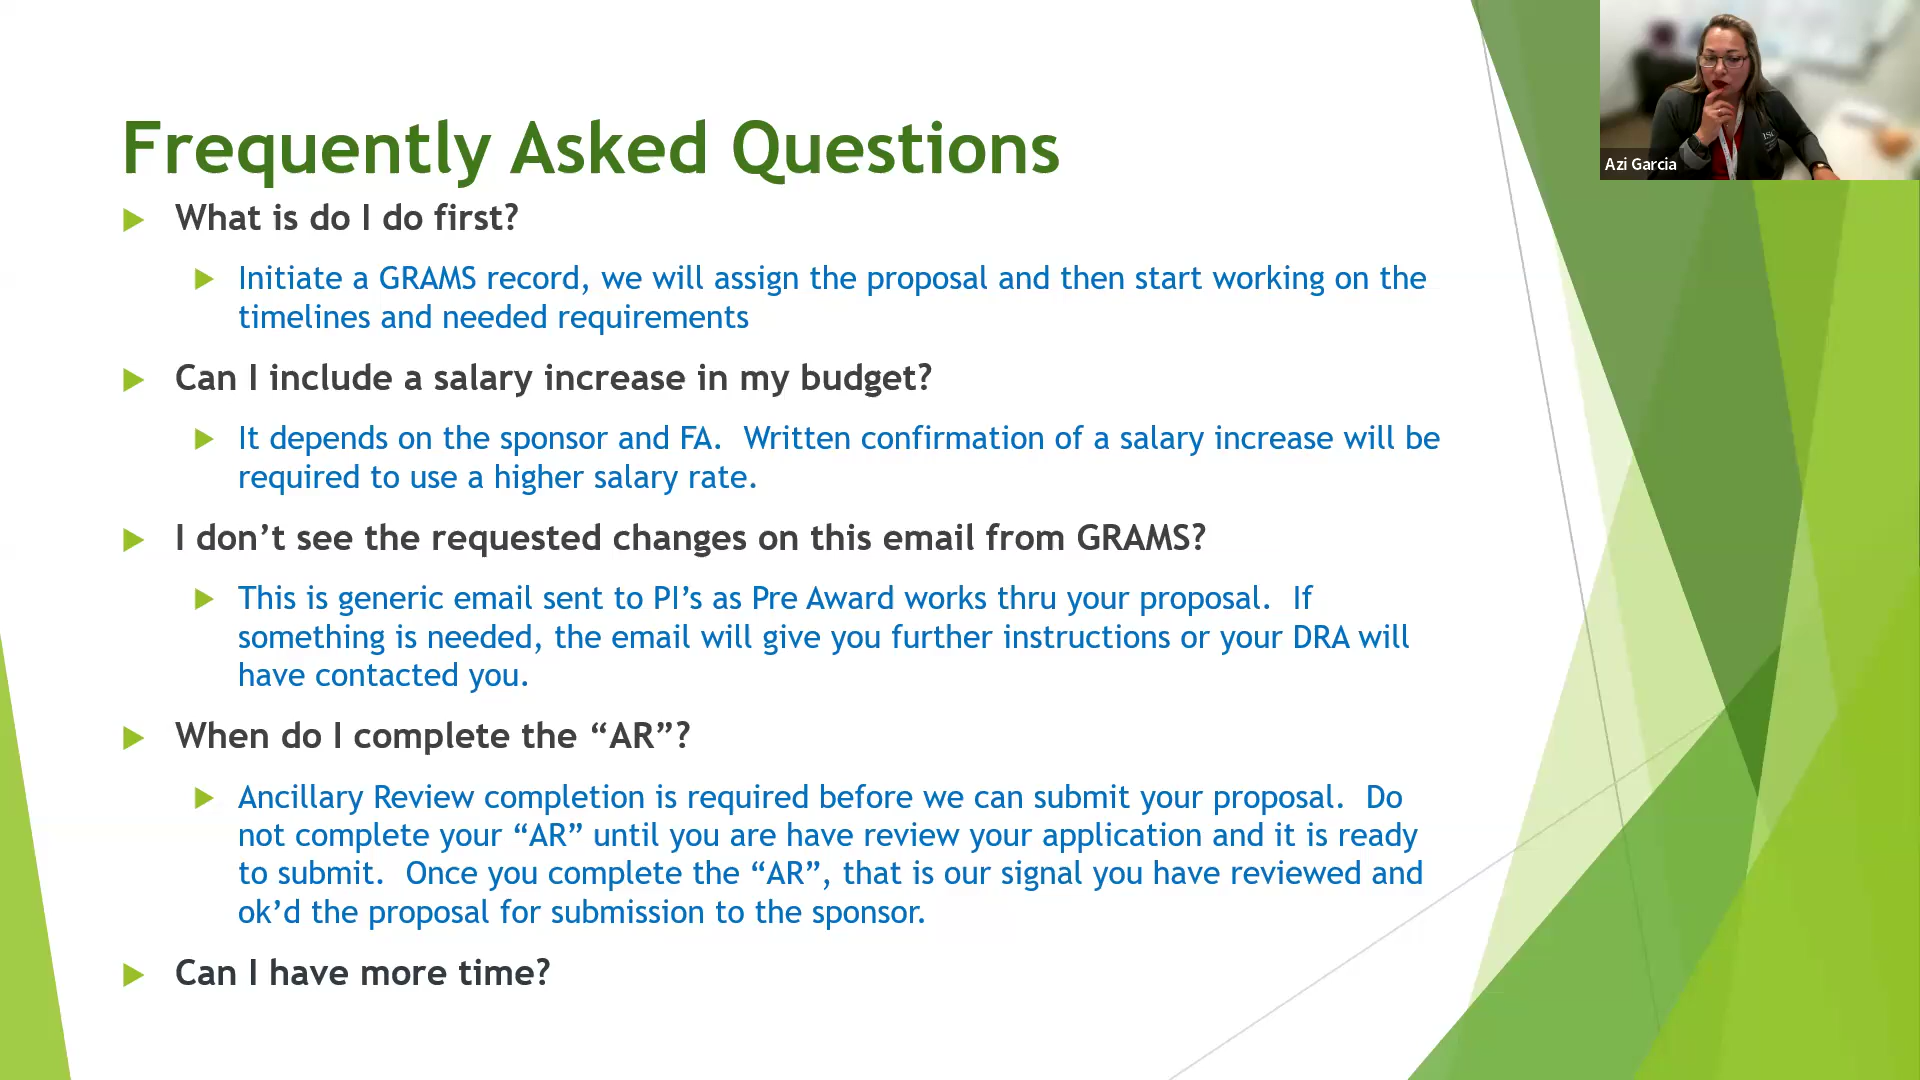 Frequently Asked Questions
What is do I do first?
Initiate a GRAMS record, we will assign the proposal and then start working on the
timelines and needed requirements
Can I include a salary increase in my budget?
It depends on the sponsor and FA.  Written confirmation of a salary increase will be
required to use a higher salary rate.
I don’t see the requested changes on this email from GRAMS?
This is generic email sent to PI’s as Pre Award works thru your proposal.  If
something is needed, the email will give you further instructions or your DRA will
have contacted you.
When do I complete the “AR”?
Ancillary Review completion is required before we can submit your proposal.  Do
not complete your “AR” until you are have review your application and it is ready
to submit.  Once you complete the “AR”, that is our signal you have reviewed and
ok’d the proposal for submission to the sponsor.
Can I have more time?
Azi Garcia